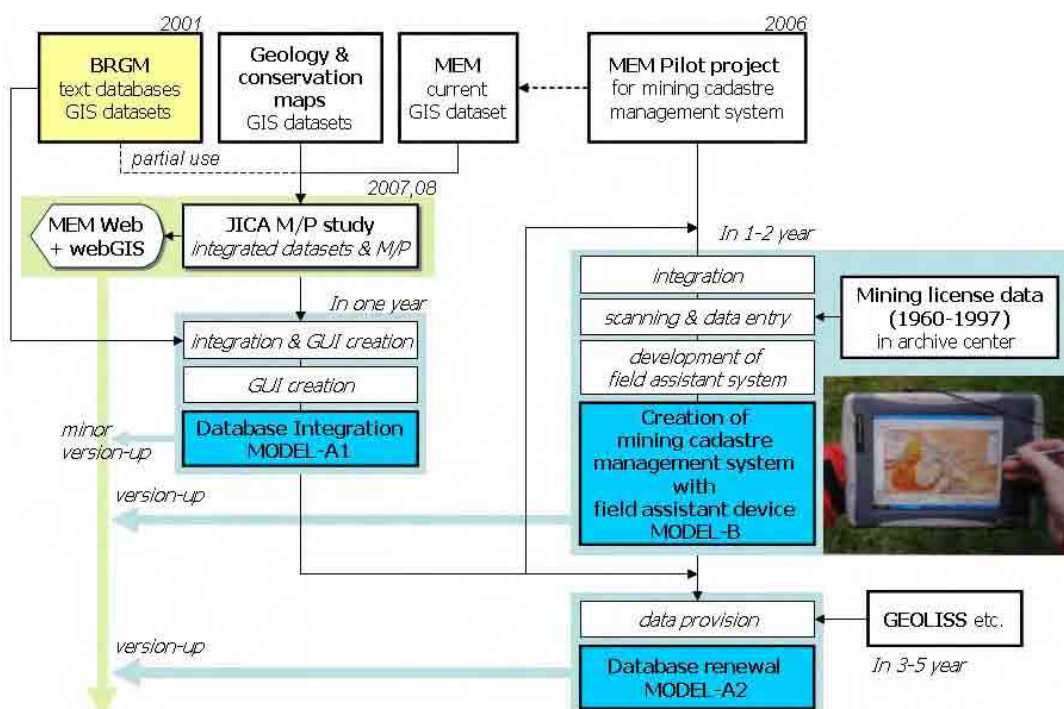 2001
BRGM
text databases
GIS datasets
Geology &
conservation
maps
GIS datasets
MEM
current
GIS dataset
2006
MEM Pilot project
for mining cadastre
management system
partial use
2007,08
MEM Web
+ webGIS
JICA M/P study
integrated datasets & M/P
In one year
integration & GUI creation
GUI creation
Database Integration
MODEL-A1
minor
version-up
version-up
In 1-2 year
integration
scanning & data entry
development of
field assistant system
Creation of
mining cadastre
management system
with
field assistant device
MODEL-B
Mining license data
(1960-1997)
in archive center
data provision
Database renewal
MODEL-A2
GEOLISS etc.
In 3-5 year
version-up